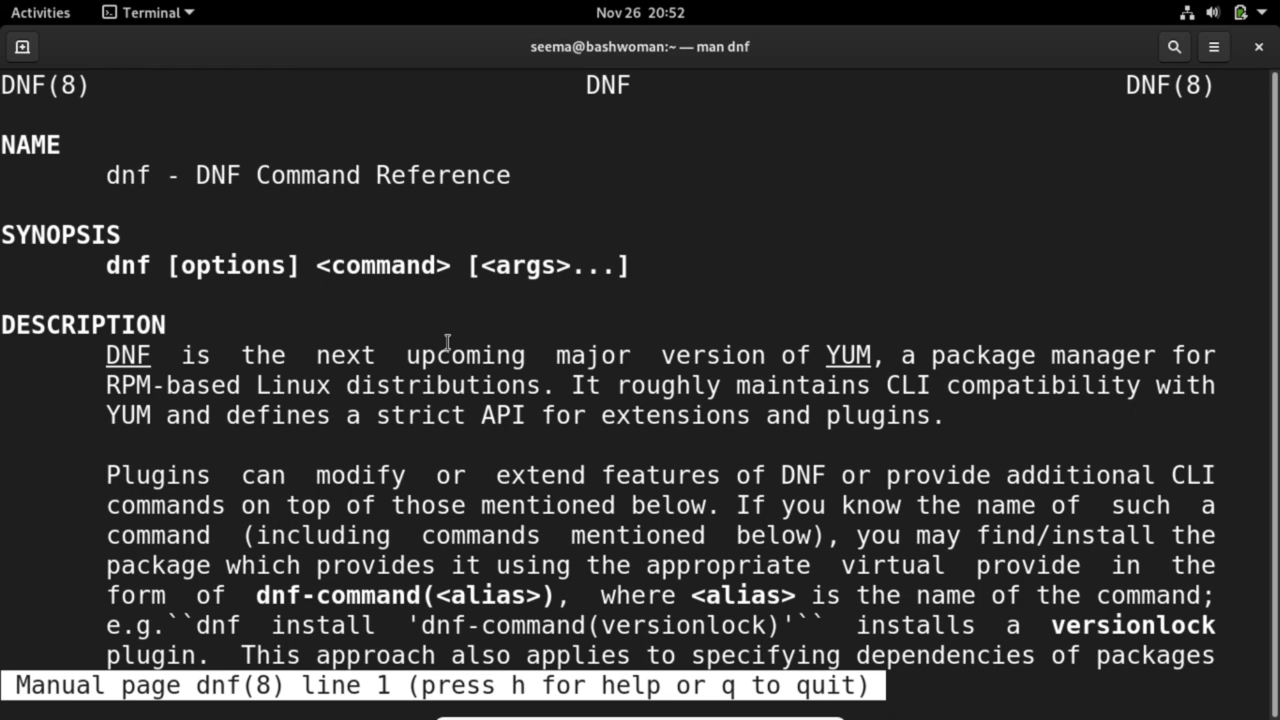 Activities Terminal Nov 26 20:52
seema@bashwoman:~ — man dnf
DNF(8) DNF DNF(8)
NAME
dnf - DNF Command Reference
SYNOPSIS
dnf [options] <command> [<args>...]
DESCRIPTION
DNF is the next upcoming major version of YUM, a package manager for
RPM-based Linux distributions. It roughly maintains CLI compatibility with
YUM and defines a strict API for extensions and plugins.
Plugins can modify or extend features of DNF or provide additional CLI
commands on top of those mentioned below. If you know the name of such a
command (including commands mentioned below), you may find/install the
package which provides it using the appropriate virtual provide in the
form of dnf-command(<alias>), where <alias> is the name of the command;
e.g.``dnf install 'dnf-command(versionlock)'`` installs a versionlock
plugin. This approach also applies to specifying dependencies of packages
Manual page dnf(8) line 1 (press h for help or q to quit)